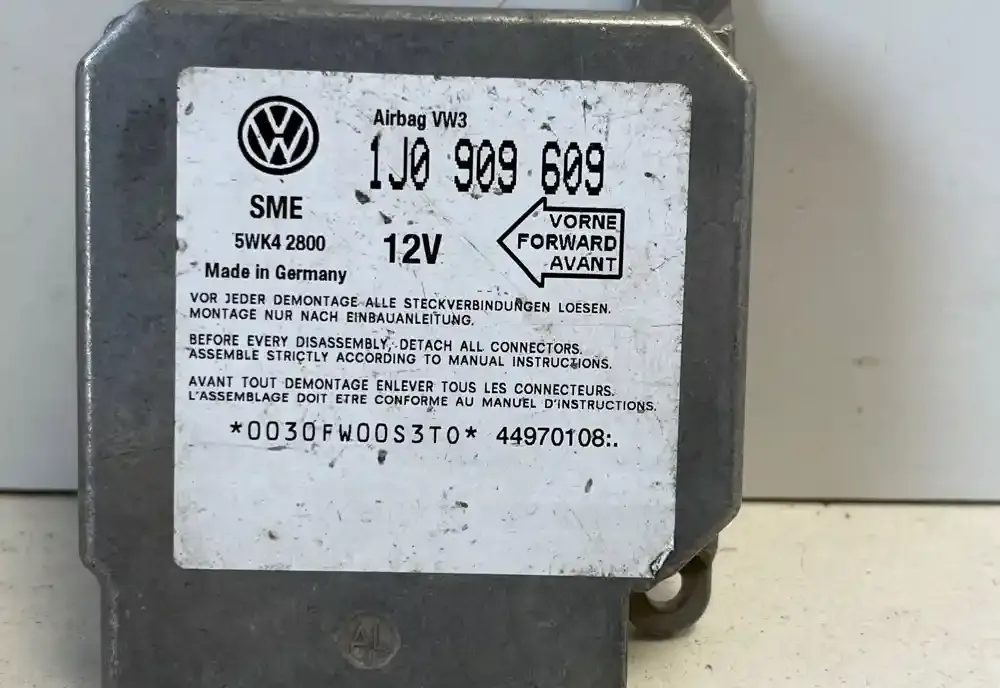 Airbag VW3
1J0 909 609
SME
5WK4 2800
12V
VORNE
FORWARD
AVANT
Made in Germany
VOR JEDER DEMONTAGE ALLE STECKVERBINDUNGEN LOESEN.
MONTAGE NUR NACH EINBAUANLEITUNG.
BEFORE EVERY DISASSEMBLY, DETACH ALL CONNECTORS.
ASSEMBLE STRICTLY ACCORDING TO MANUAL INSTRUCTIONS.
AVANT TOUT DEMONTAGE ENLEVER TOUS LES CONNECTEURS.
L'ASSEMBLAGE DOIT ETRE CONFORME AU MANUEL D'INSTRUCTIONS.
*0030FW00S3T0* 44970108:.
AL